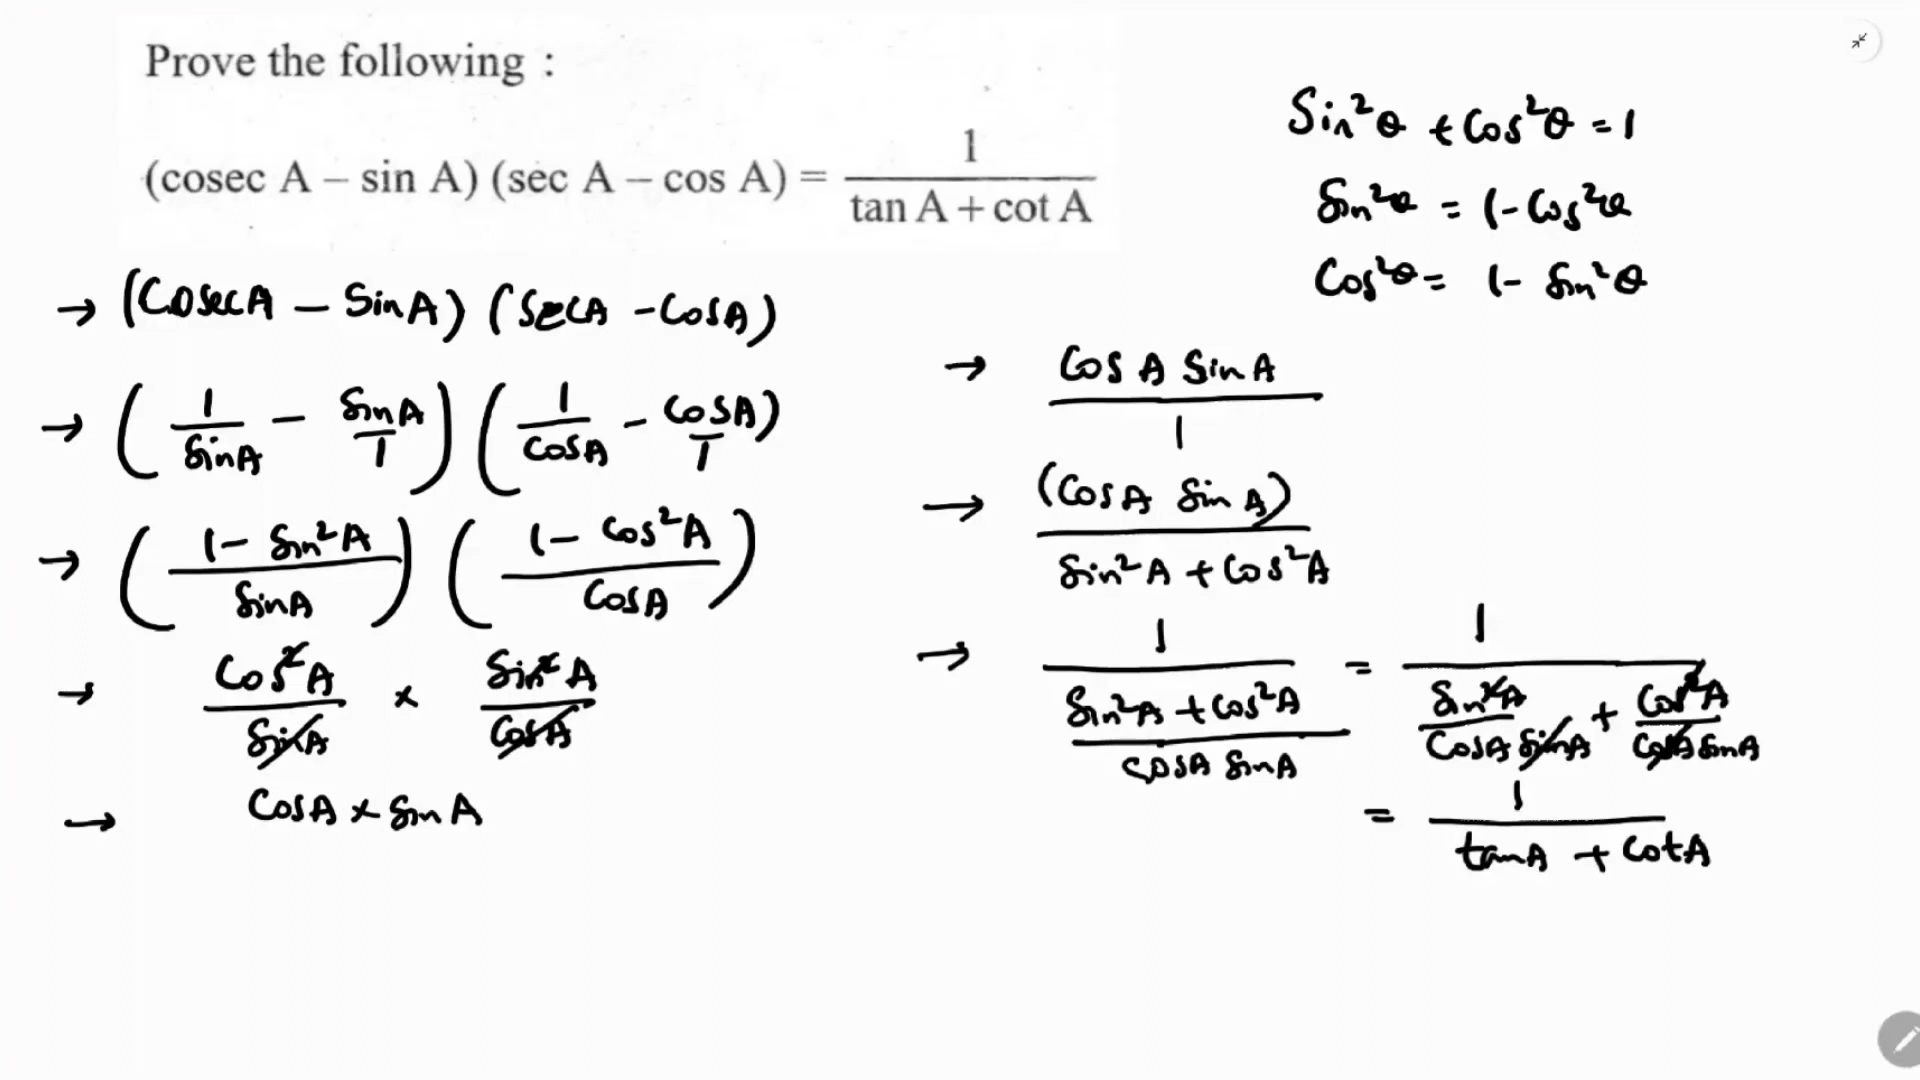 Prove the following :
(cosec A – sin A) (sec A – cos A) = 1 / (tan A + cot A)
Sin²θ + Cos²θ = 1
Sin²θ = 1 - Cos²θ
Cos²θ = 1 - Sin²θ
→ (CosecA - SinA) (SecA - CosA)
→ (1/SinA - SinA/1) (1/CosA - CosA/1)
→ ((1 - Sin²A)/SinA) ((1 - Cos²A)/CosA)
→ Cos²A/SinA × Sin²A/CosA
→ CosA × SinA
→ CosA SinA / 1
→ (CosA SinA) / (Sin²A + Cos²A)
→ 1 / ((Sin²A + Cos²A)/(CosA SinA)) = 1 / (Sin²A/(CosA SinA) + Cos²A/(CosA SinA))
= 1 / (tanA + CotA)